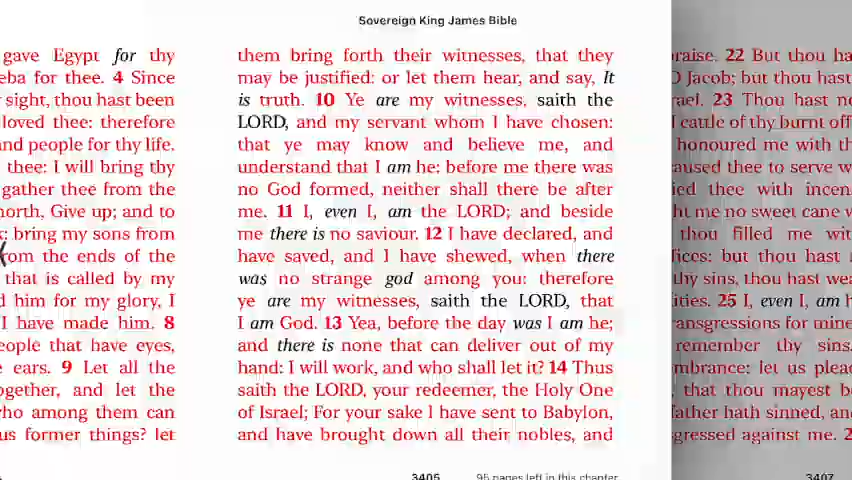 Sovereign King James Bible
gave Egypt for thy
eba for thee. 4 Since
sight, thou hast been
loved thee: therefore
and people for thy life.
thee: I will bring thy
gather thee from the
north, Give up; and to
k: bring my sons from
from the ends of the
that is called by my
d him for my glory, I
I have made him. 8
eople that have eyes,
e ears. 9 Let all the
ogether, and let the
who among them can
us former things? let
them bring forth their witnesses, that they
may be justified: or let them hear, and say, It
is truth. 10 Ye are my witnesses, saith the
LORD, and my servant whom I have chosen:
that ye may know and believe me, and
understand that I am he: before me there was
no God formed, neither shall there be after
me. 11 I, even I, am the LORD; and beside
me there is no saviour. 12 I have declared, and
have saved, and I have shewed, when there
was no strange god among you: therefore
ye are my witnesses, saith the LORD, that
I am God. 13 Yea, before the day was I am he;
and there is none that can deliver out of my
hand: I will work, and who shall let it? 14 Thus
saith the LORD, your redeemer, the Holy One
of Israel; For your sake I have sent to Babylon,
and have brought down all their nobles, and
3405 95 pages left in this chapter
raise. 22 But thou ha
O Jacob; but thou hast
rael. 23 Thou hast no
l cattle of thy burnt off
honoured me with th
aused thee to serve w
ied thee with incen
ht me no sweet cane w
thou filled me wit
fices: but thou hast
thy sins, thou hast wea
ities. 25 I, even I, am h
ransgressions for mine
remember thy sins.
mbrance: let us plea
, that thou mayest b
father hath sinned, an
sgressed against me. 2
3407